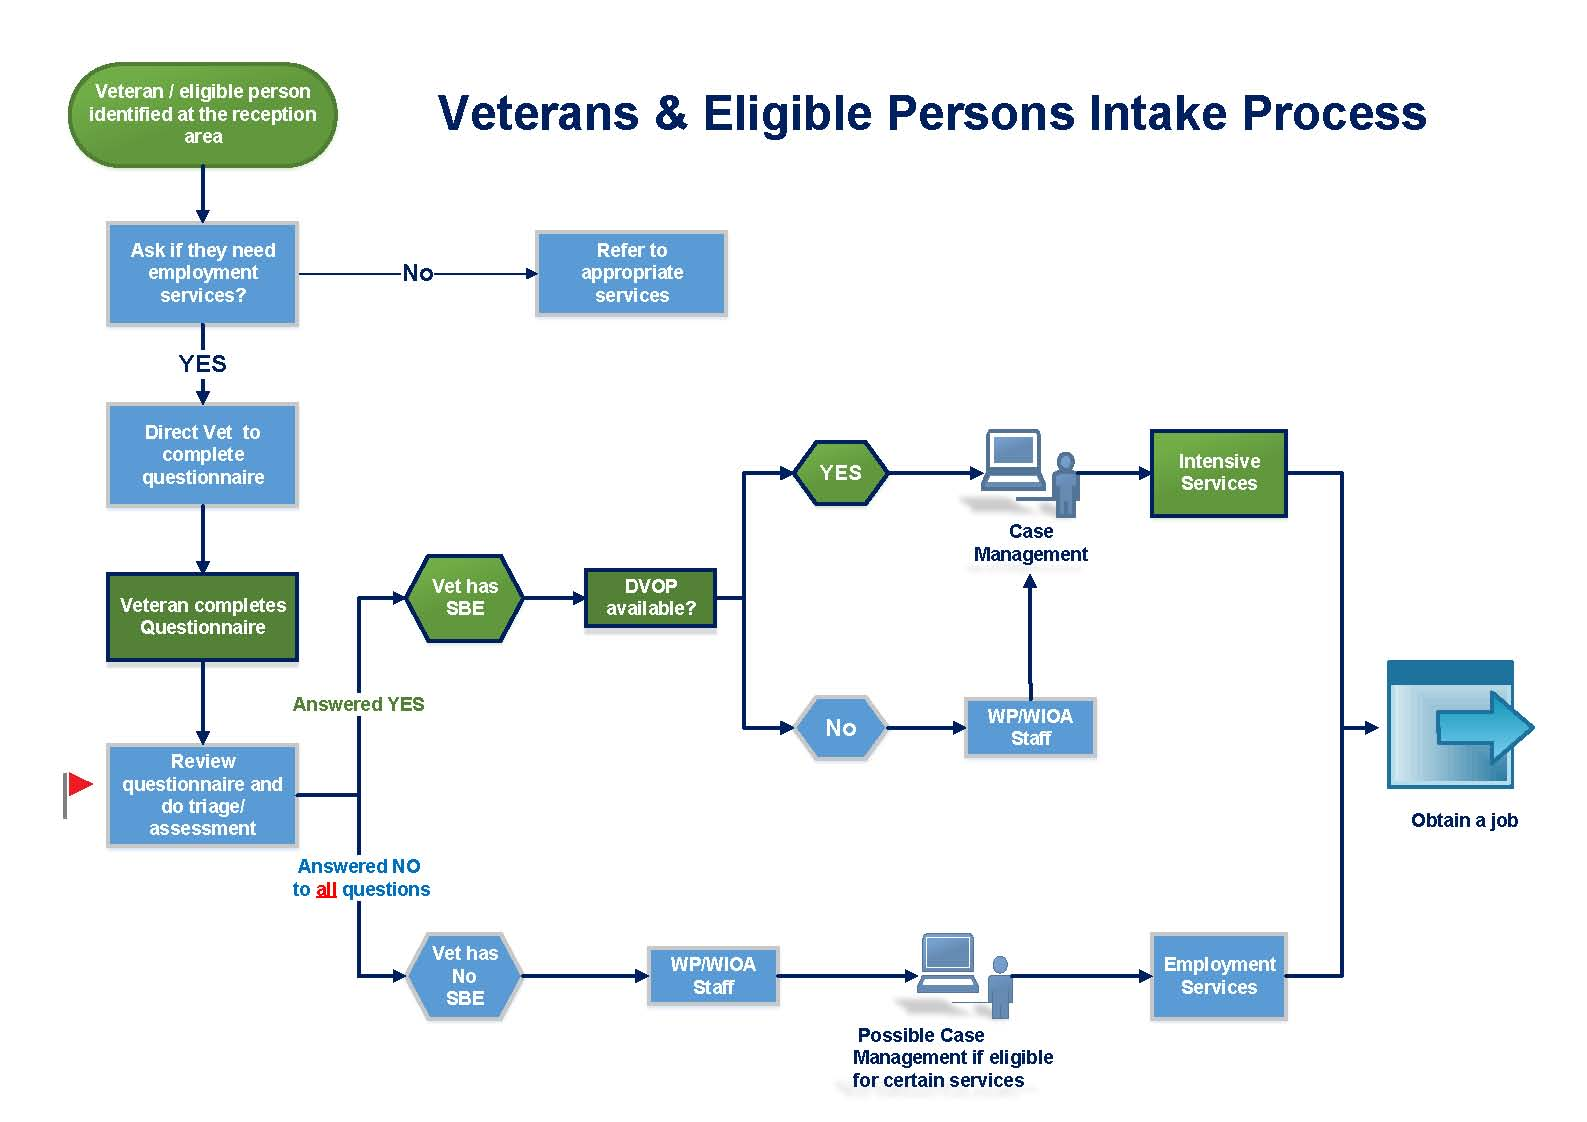 Veterans & Eligible Persons Intake Process
Veteran / eligible person
identified at the reception
area
Ask if they need
employment
services?
No
Refer to
appropriate
services
YES
Direct Vet to
complete
questionnaire
Veteran completes
Questionnaire
Review
questionnaire and
do triage/
assessment
Answered YES
Vet has
SBE
DVOP
available?
YES
Case
Management
Intensive
Services
No
WP/WIOA
Staff
Answered NO
to all questions
Vet has
No
SBE
WP/WIOA
Staff
Possible Case
Management if eligible
for certain services
Employment
Services
Obtain a job